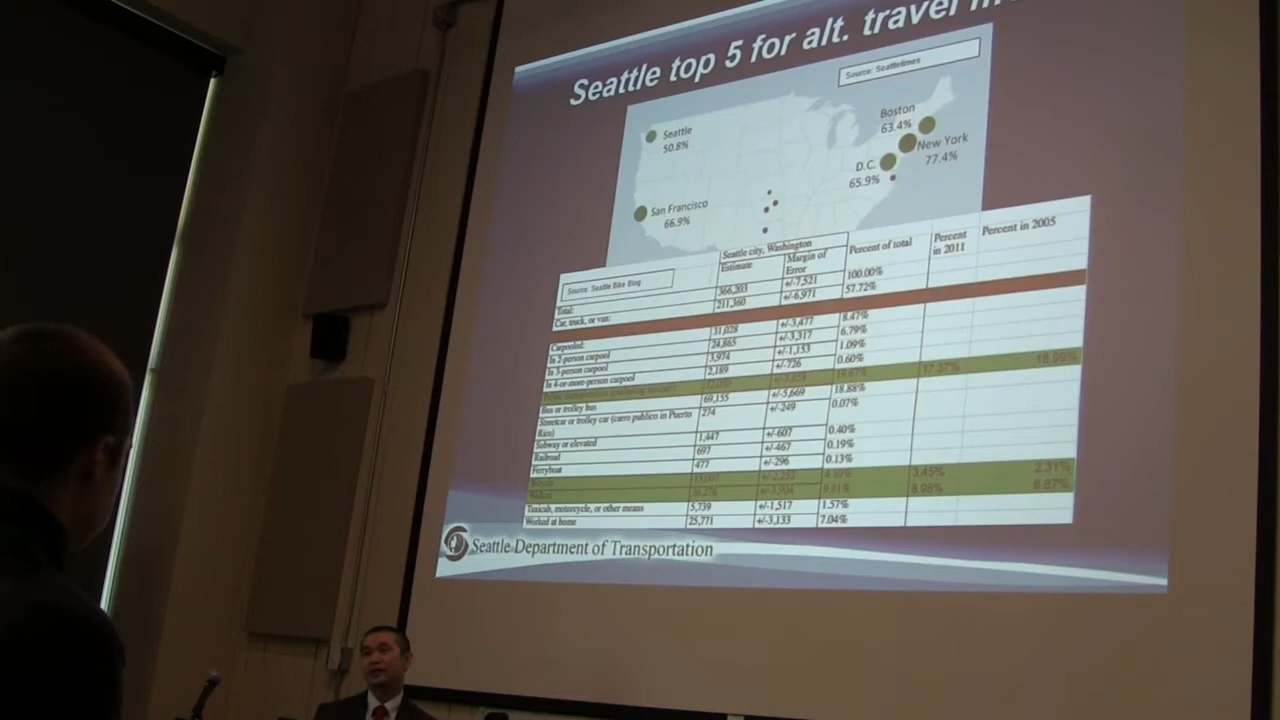 Seattle top 5 for alt. travel
Source: Seattletimes
Seattle
50.8%
San Francisco
66.9%
Boston
63.4%
New York
77.4%
D.C.
65.9%
Source: Seattle Bike Blog
Seattle city, Washington
Estimate Margin of Error Percent of total Percent in 2011 Percent in 2005
Total: 366,203 +/-7,521 100.00%
Car, truck, or van: 211,360 +/-6,971 57.72%
Carpooled: 31,028 +/-3,477 8.47%
In 2-person carpool 24,865 +/-3,317 6.79%
In 3-person carpool 3,974 +/-1,153 1.09%
In 4-or-more-person carpool 2,189 +/-726 0.60%
17.37% 18.99%
Bus or trolley bus 69,155 +/-5,669 18.88%
Streetcar or trolley car (carro publico in Puerto Rico) 274 +/-249 0.07%
Subway or elevated 1,447 +/-607 0.40%
Railroad 697 +/-467 0.19%
Ferryboat 477 +/-296 0.13%
Bicycle 3.45% 2.31%
Walked 8.98% 6.87%
Taxicab, motorcycle, or other means 5,739 +/-1,517 1.57%
Worked at home 25,771 +/-3,133 7.04%
Seattle Department of Transportation